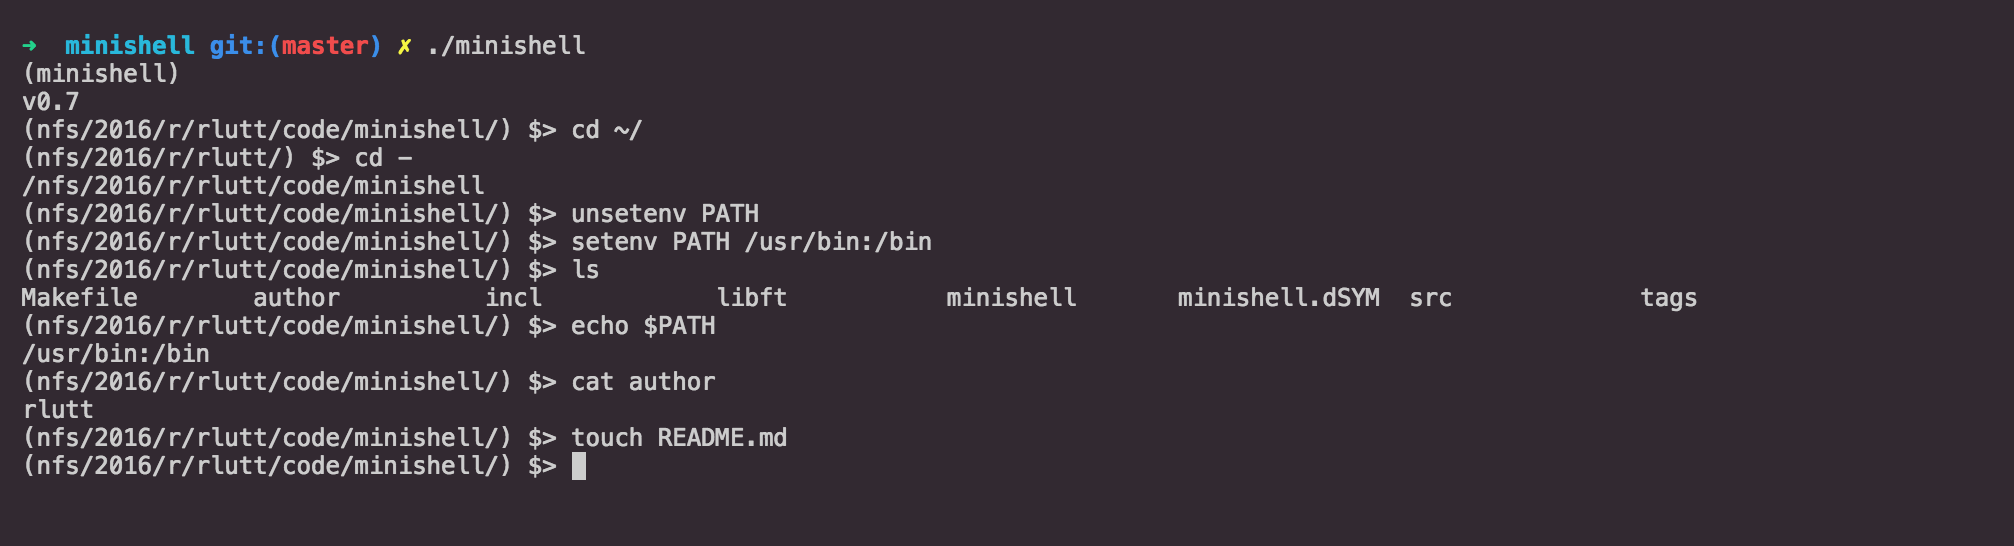 ➜  minishell git:(master) ✗ ./minishell
(minishell)
v0.7
(nfs/2016/r/rlutt/code/minishell/) $> cd ~/
(nfs/2016/r/rlutt/) $> cd -
/nfs/2016/r/rlutt/code/minishell
(nfs/2016/r/rlutt/code/minishell/) $> unsetenv PATH
(nfs/2016/r/rlutt/code/minishell/) $> setenv PATH /usr/bin:/bin
(nfs/2016/r/rlutt/code/minishell/) $> ls
Makefile        author          incl            libft           minishell       minishell.dSYM  src             tags
(nfs/2016/r/rlutt/code/minishell/) $> echo $PATH
/usr/bin:/bin
(nfs/2016/r/rlutt/code/minishell/) $> cat author
rlutt
(nfs/2016/r/rlutt/code/minishell/) $> touch README.md
(nfs/2016/r/rlutt/code/minishell/) $>